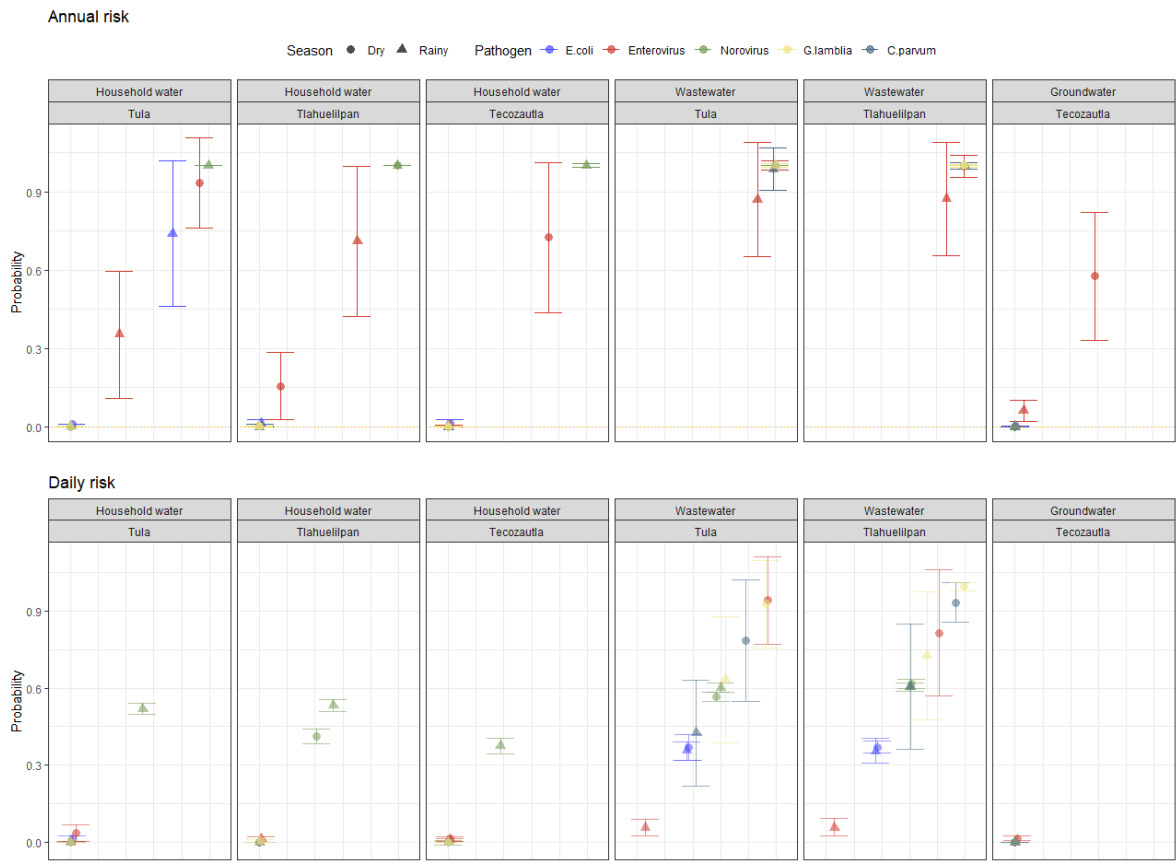 Annual risk
Season Dry Rainy Pathogen E.coli Enterovirus Norovirus G.lamblia C.parvum
Household water Household water Household water Wastewater Wastewater Groundwater
Tula Tlahuelilpan Tecozautla Tula Tlahuelilpan Tecozautla
Probability
0.9
0.6
0.3
0.0
Daily risk
Household water Household water Household water Wastewater Wastewater Groundwater
Tula Tlahuelilpan Tecozautla Tula Tlahuelilpan Tecozautla
Probability
0.9
0.6
0.3
0.0